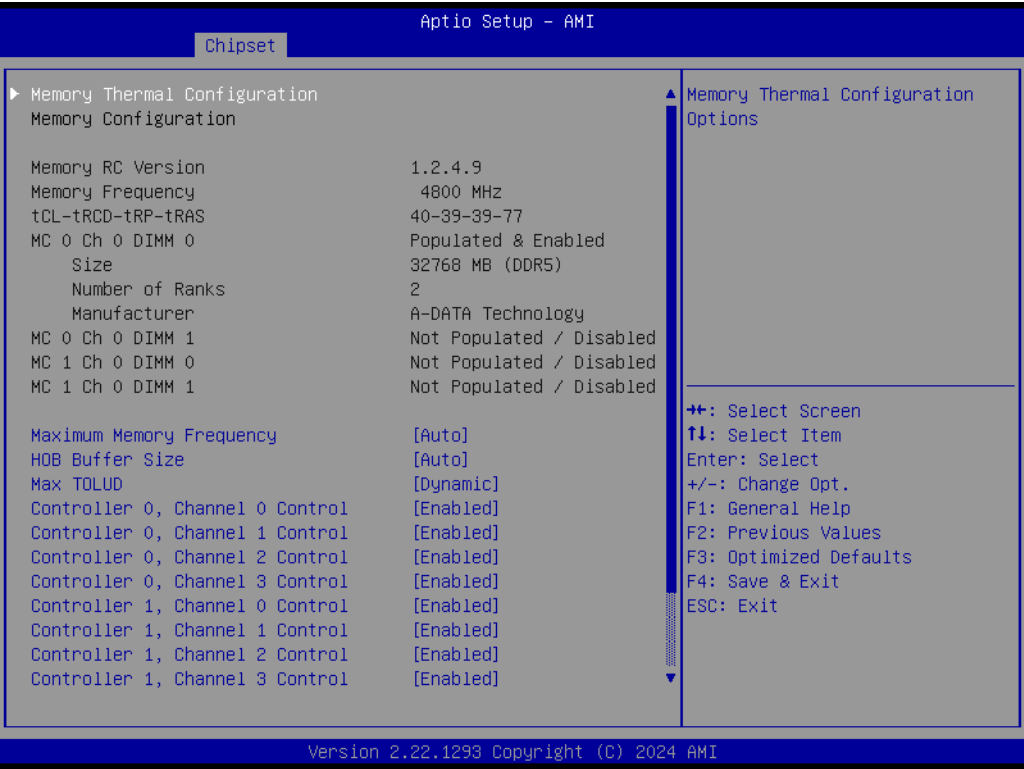 Aptio Setup - AMI
Chipset
Memory Thermal Configuration
Memory Configuration
Memory RC Version 1.2.4.9
Memory Frequency 4800 MHz
tCL-tRCD-tRP-tRAS 40-39-39-77
MC 0 Ch 0 DIMM 0 Populated & Enabled
Size 32768 MB (DDR5)
Number of Ranks 2
Manufacturer A-DATA Technology
MC 0 Ch 0 DIMM 1 Not Populated / Disabled
MC 1 Ch 0 DIMM 0 Not Populated / Disabled
MC 1 Ch 0 DIMM 1 Not Populated / Disabled
Maximum Memory Frequency [Auto]
HOB Buffer Size [Auto]
Max TOLUD [Dynamic]
Controller 0, Channel 0 Control [Enabled]
Controller 0, Channel 1 Control [Enabled]
Controller 0, Channel 2 Control [Enabled]
Controller 0, Channel 3 Control [Enabled]
Controller 1, Channel 0 Control [Enabled]
Controller 1, Channel 1 Control [Enabled]
Controller 1, Channel 2 Control [Enabled]
Controller 1, Channel 3 Control [Enabled]
Memory Thermal Configuration
Options
→←: Select Screen
↑↓: Select Item
Enter: Select
+/-: Change Opt.
F1: General Help
F2: Previous Values
F3: Optimized Defaults
F4: Save & Exit
ESC: Exit
Version 2.22.1293 Copyright (C) 2024 AMI